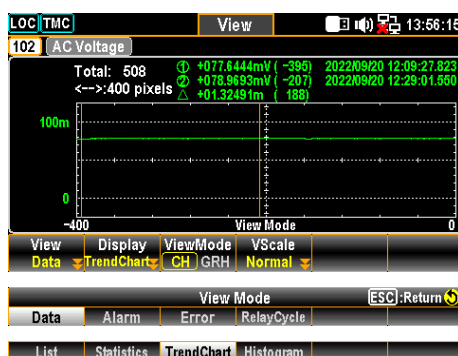 LOC TMC View 13:56:15
102 AC Voltage
Total: 508 ① +077.6444mV ( -395) 2022/09/20 12:09:27.823
<-->:400 pixels ② +078.9693mV ( -207) 2022/09/20 12:29:01.550
△ +01.32491m ( 188)
100m
0
-400 View Mode 0
View Display ViewMode VScale
Data TrendChart CH GRH Normal
View Mode ESC:Return
Data Alarm Error RelayCycle
List Statistics TrendChart Histogram